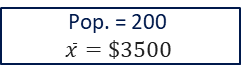 Pop. = 200
x̄ = $3500